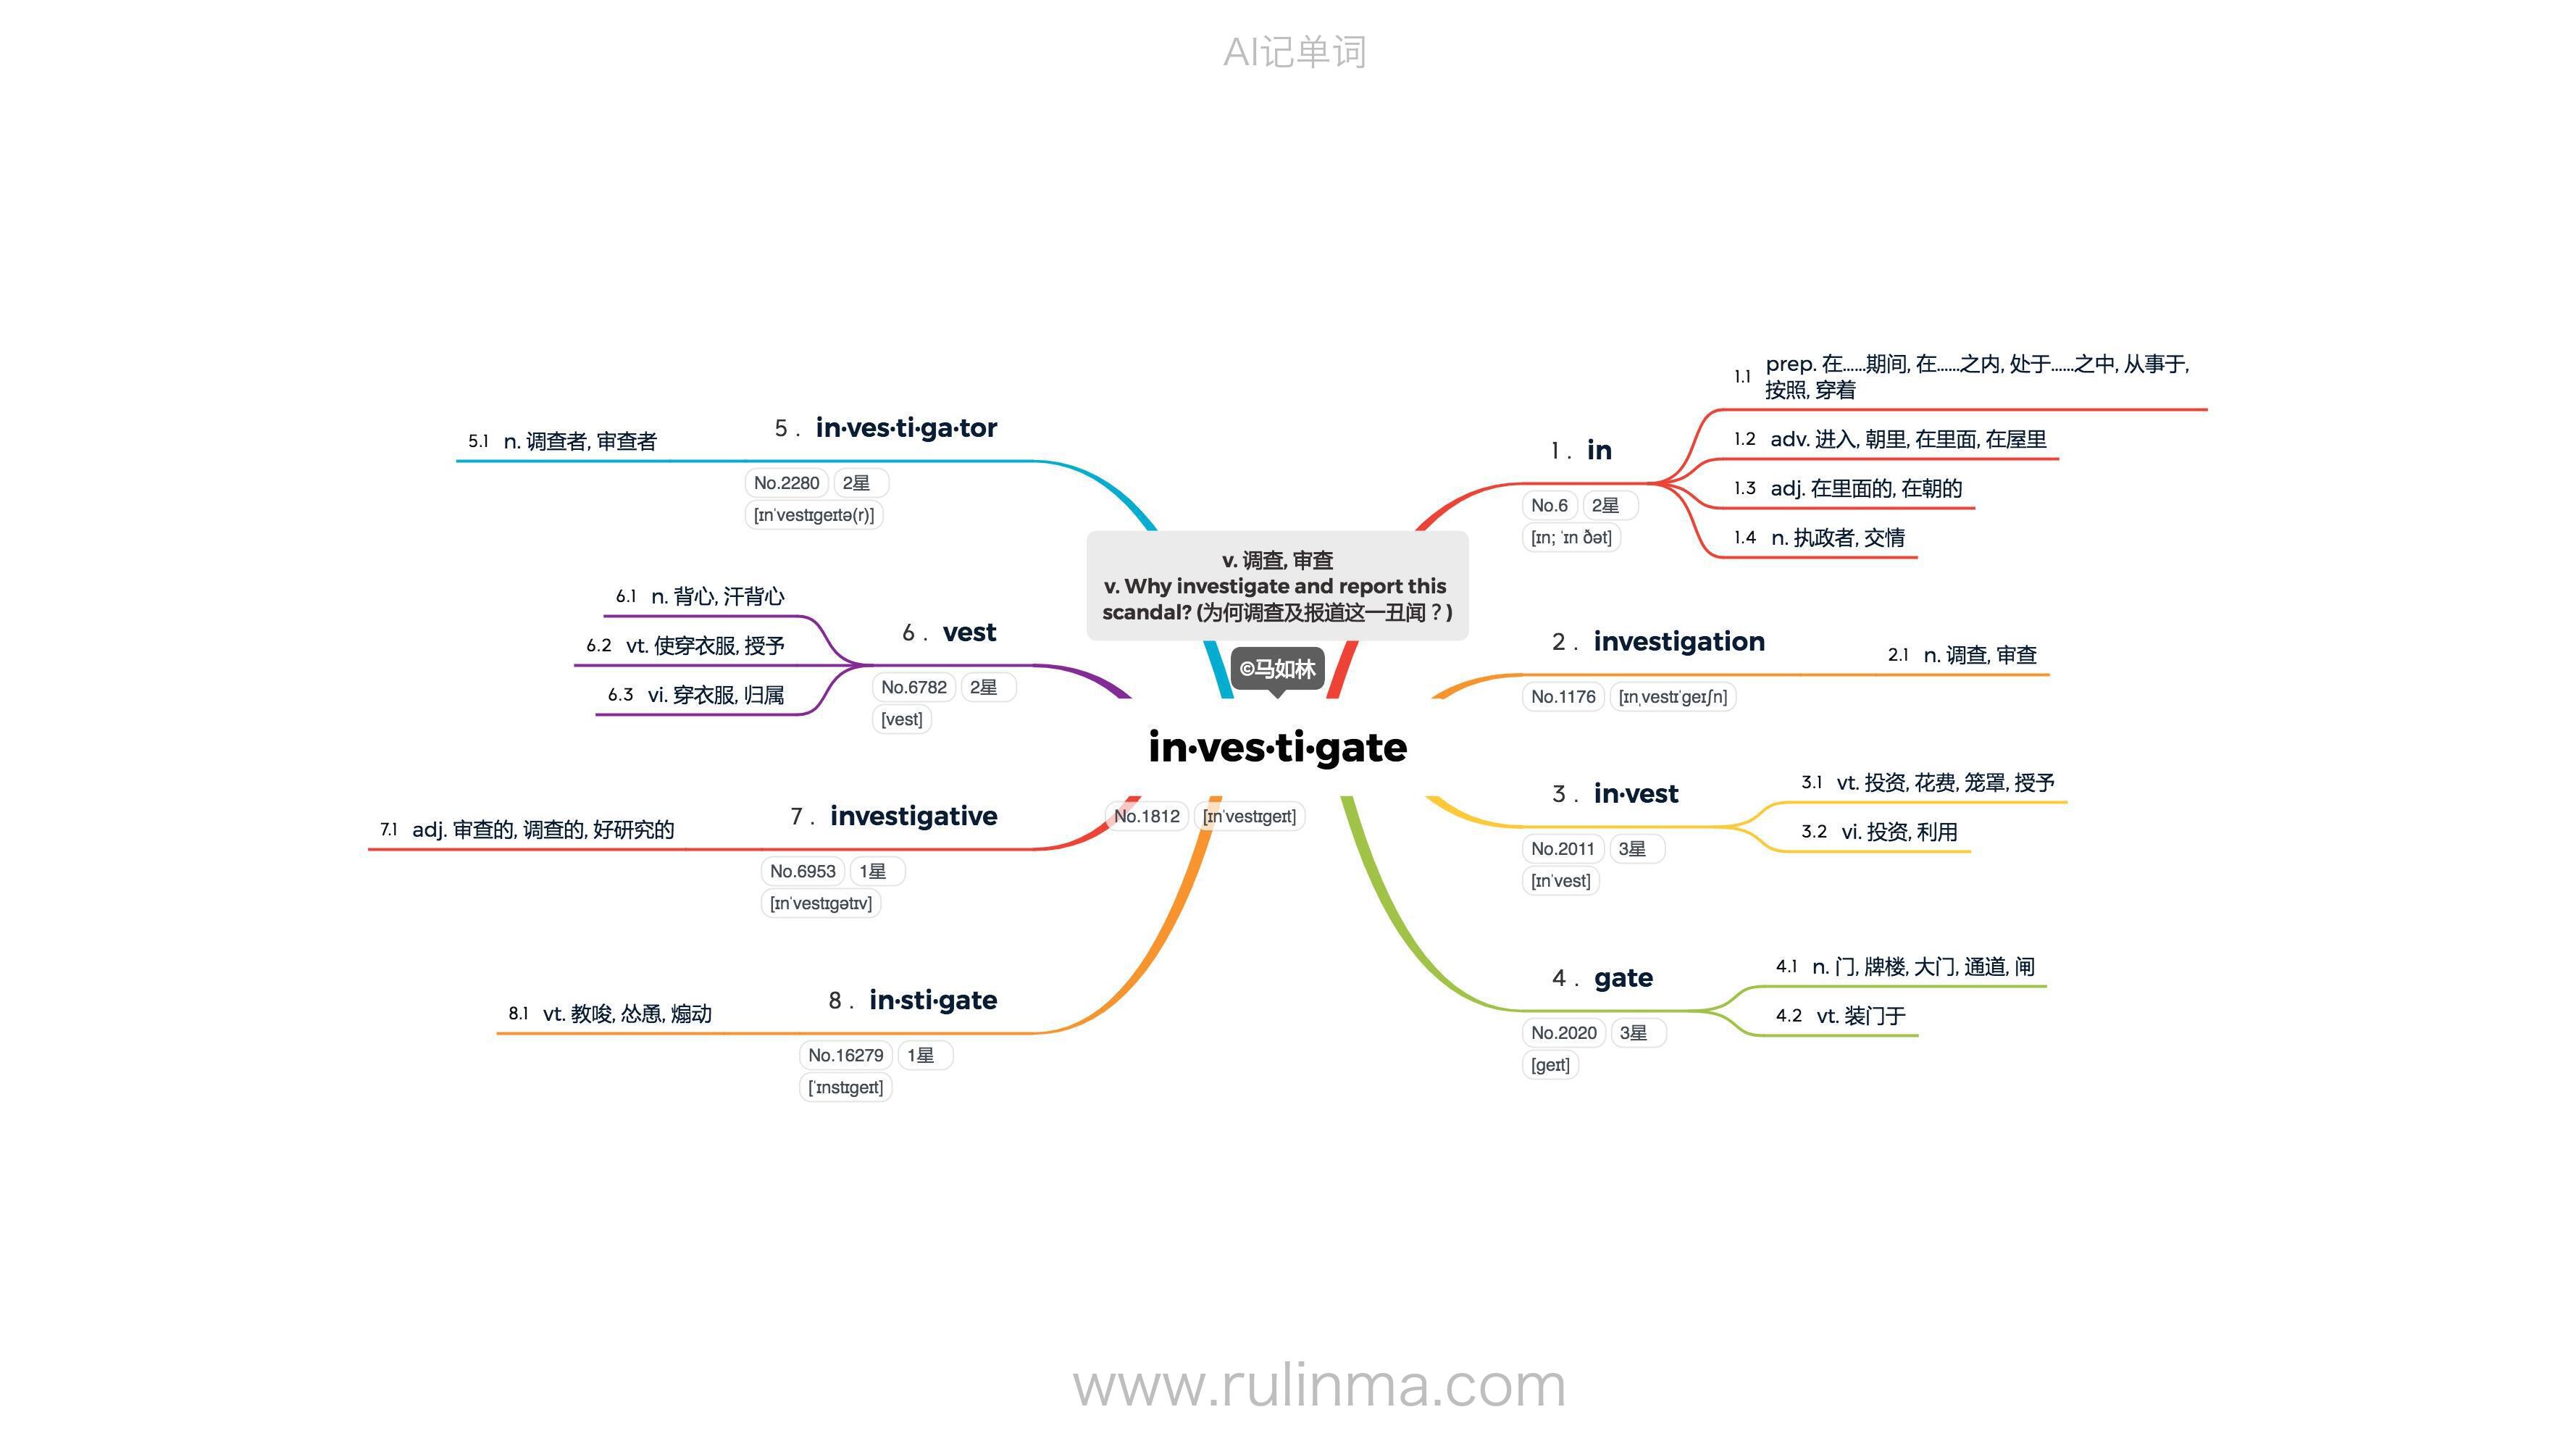 AI记单词
v. 调查, 审查
v. Why investigate and report this
scandal? (为何调查及报道这一丑闻？)
©马如林
in·ves·ti·gate
No.1812 [ɪnˈvestɪgeɪt]
1 . in
No.6 2星
[ɪn; ˈɪn ðət]
1.1 prep. 在……期间, 在……之内, 处于……之中, 从事于,
按照, 穿着
1.2 adv. 进入, 朝里, 在里面, 在屋里
1.3 adj. 在里面的, 在朝的
1.4 n. 执政者, 交情
2 . investigation
No.1176 [ɪnˌvestɪˈgeɪʃn]
2.1 n. 调查, 审查
3 . in·vest
No.2011 3星
[ɪnˈvest]
3.1 vt. 投资, 花费, 笼罩, 授予
3.2 vi. 投资, 利用
4 . gate
No.2020 3星
[geɪt]
4.1 n. 门, 牌楼, 大门, 通道, 闸
4.2 vt. 装门于
5 . in·ves·ti·ga·tor
No.2280 2星
[ɪnˈvestɪgeɪtə(r)]
5.1 n. 调查者, 审查者
6 . vest
No.6782 2星
[vest]
6.1 n. 背心, 汗背心
6.2 vt. 使穿衣服, 授予
6.3 vi. 穿衣服, 归属
7 . investigative
No.6953 1星
[ɪnˈvestɪgətɪv]
7.1 adj. 审查的, 调查的, 好研究的
8 . in·sti·gate
No.16279 1星
[ˈɪnstɪgeɪt]
8.1 vt. 教唆, 怂恿, 煽动
www.rulinma.com